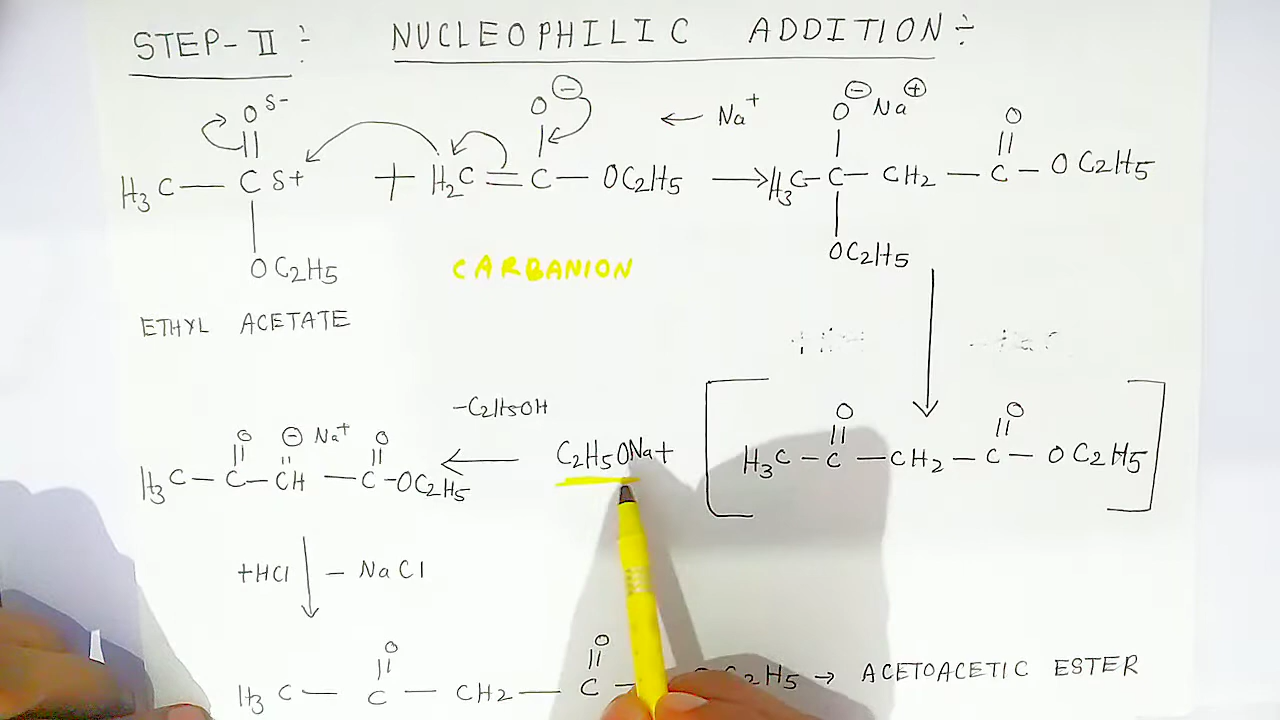 STEP-II :- NUCLEOPHILIC ADDITION :-
O δ- O ⊖ ← Na+ O ⊖ Na ⊕ O
H3C — C δ+ + H2C = C — OC2H5 → H3C — C — CH2 — C — OC2H5
OC2H5 OC2H5
CARBANION
ETHYL ACETATE
-C2H5OH
O ⊖ Na+ O O O
H3C — C — CH — C - OC2H5 ← C2H5ONa + [ H3C — C — CH2 — C — OC2H5 ]
+HCl ↓ - NaCl
O O
H3C — C — CH2 — C — C2H5 → ACETOACETIC ESTER